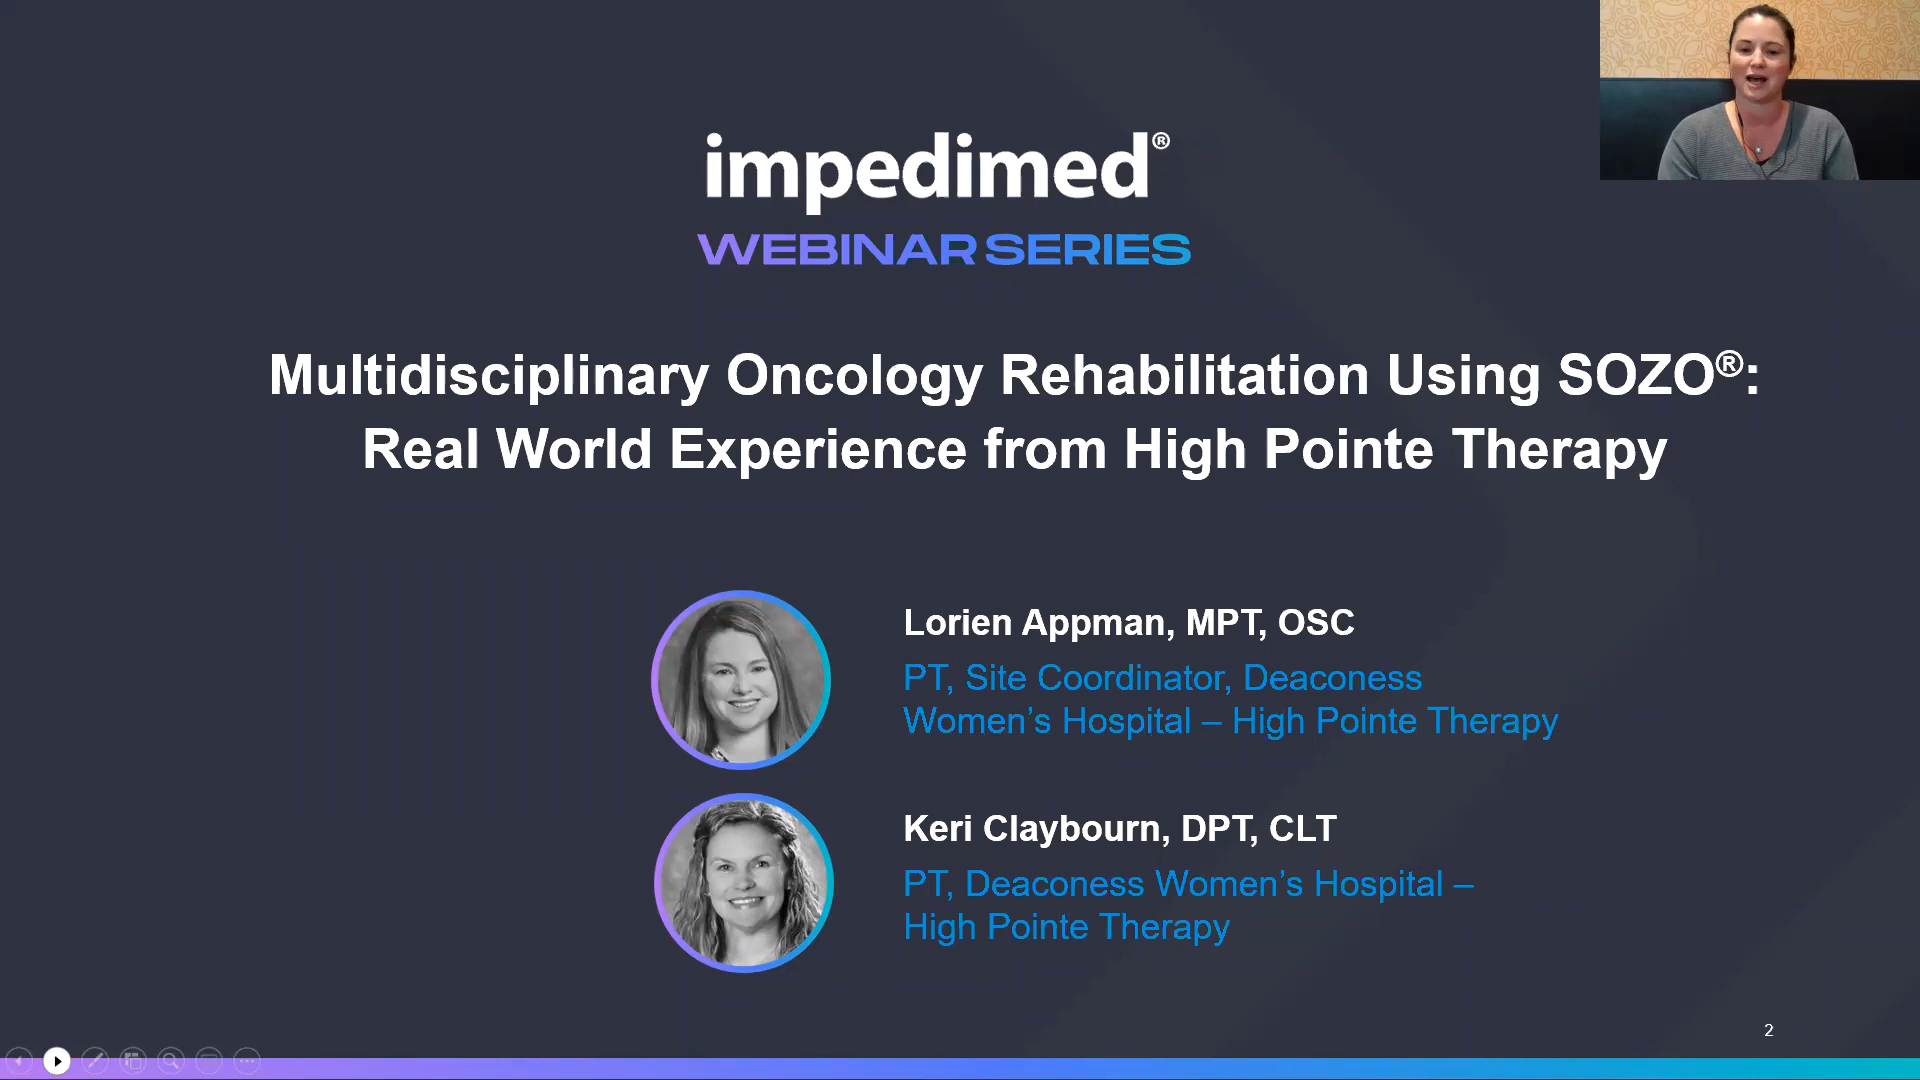 impedimed®
WEBINAR SERIES
Multidisciplinary Oncology Rehabilitation Using SOZO®:
Real World Experience from High Pointe Therapy
Lorien Appman, MPT, OSC
PT, Site Coordinator, Deaconess
Women’s Hospital – High Pointe Therapy
Keri Claybourn, DPT, CLT
PT, Deaconess Women’s Hospital –
High Pointe Therapy
2